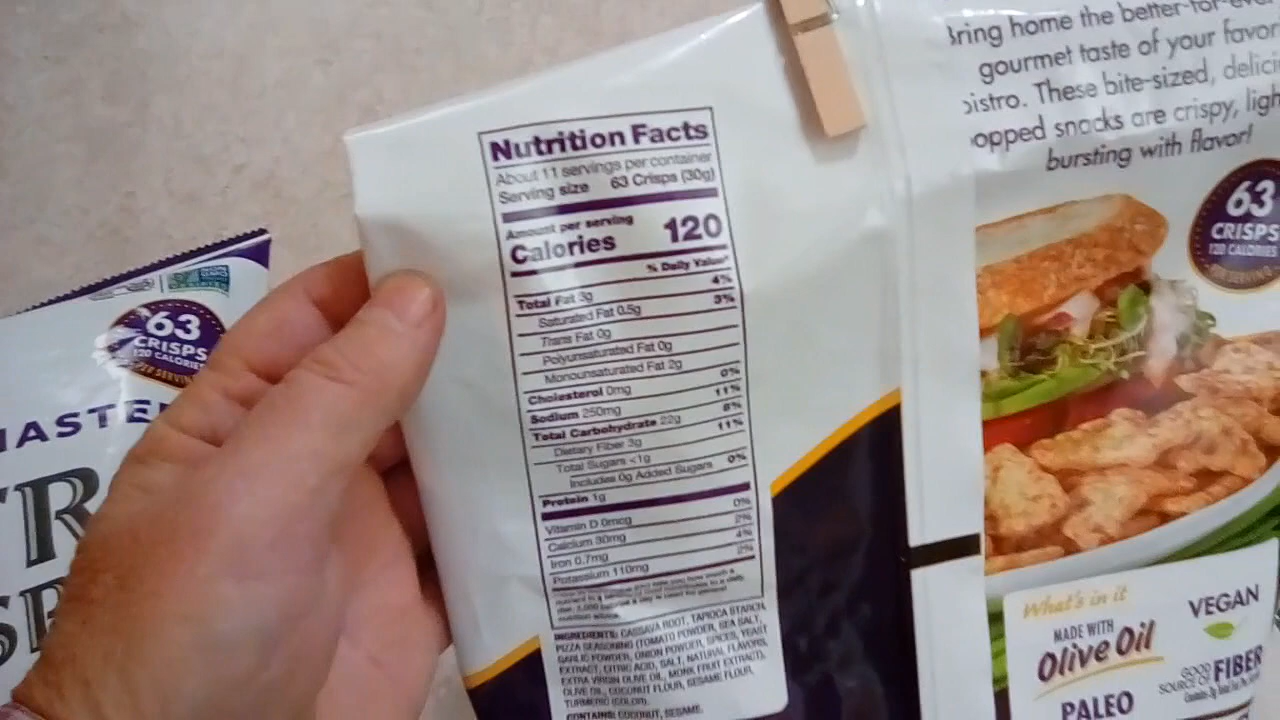 63
CRISPS
120 CALORIES
PER SERVING
Nutrition Facts
About 11 servings per container
Serving size 63 Crisps (30g)
Amount per serving
Calories 120
% Daily Value*
Total Fat 3g 4%
Saturated Fat 0.5g 3%
Trans Fat 0g
Polyunsaturated Fat 0g
Monounsaturated Fat 2g
Cholesterol 0mg 0%
Sodium 250mg 11%
Total Carbohydrate 22g 8%
Dietary Fiber 3g 11%
Total Sugars <1g
Includes 0g Added Sugars 0%
Protein 1g
Vitamin D 0mcg 0%
Calcium 30mg 2%
Iron 0.7mg 4%
Potassium 110mg 2%
INGREDIENTS: CASSAVA ROOT, TAPIOCA STARCH,
PIZZA SEASONING (TOMATO POWDER, SEA SALT,
GARLIC POWDER, ONION POWDER, SPICES, YEAST
EXTRACT, CITRIC ACID, SALT, NATURAL FLAVORS,
EXTRA VIRGIN OLIVE OIL, MONK FRUIT EXTRACT),
OLIVE OIL, COCONUT FLOUR, SESAME FLOUR,
TURMERIC (COLOR).
CONTAINS: COCONUT, SESAME.
Bring home the better-for-
gourmet taste of your
bistro. These bite-sized,
snacks are crispy,
bursting with flavor!
63
CRISPS
120 CALORIES
What's in it
MADE WITH
Olive Oil
PALEO
VEGAN
GOOD
SOURCE OF FIBER